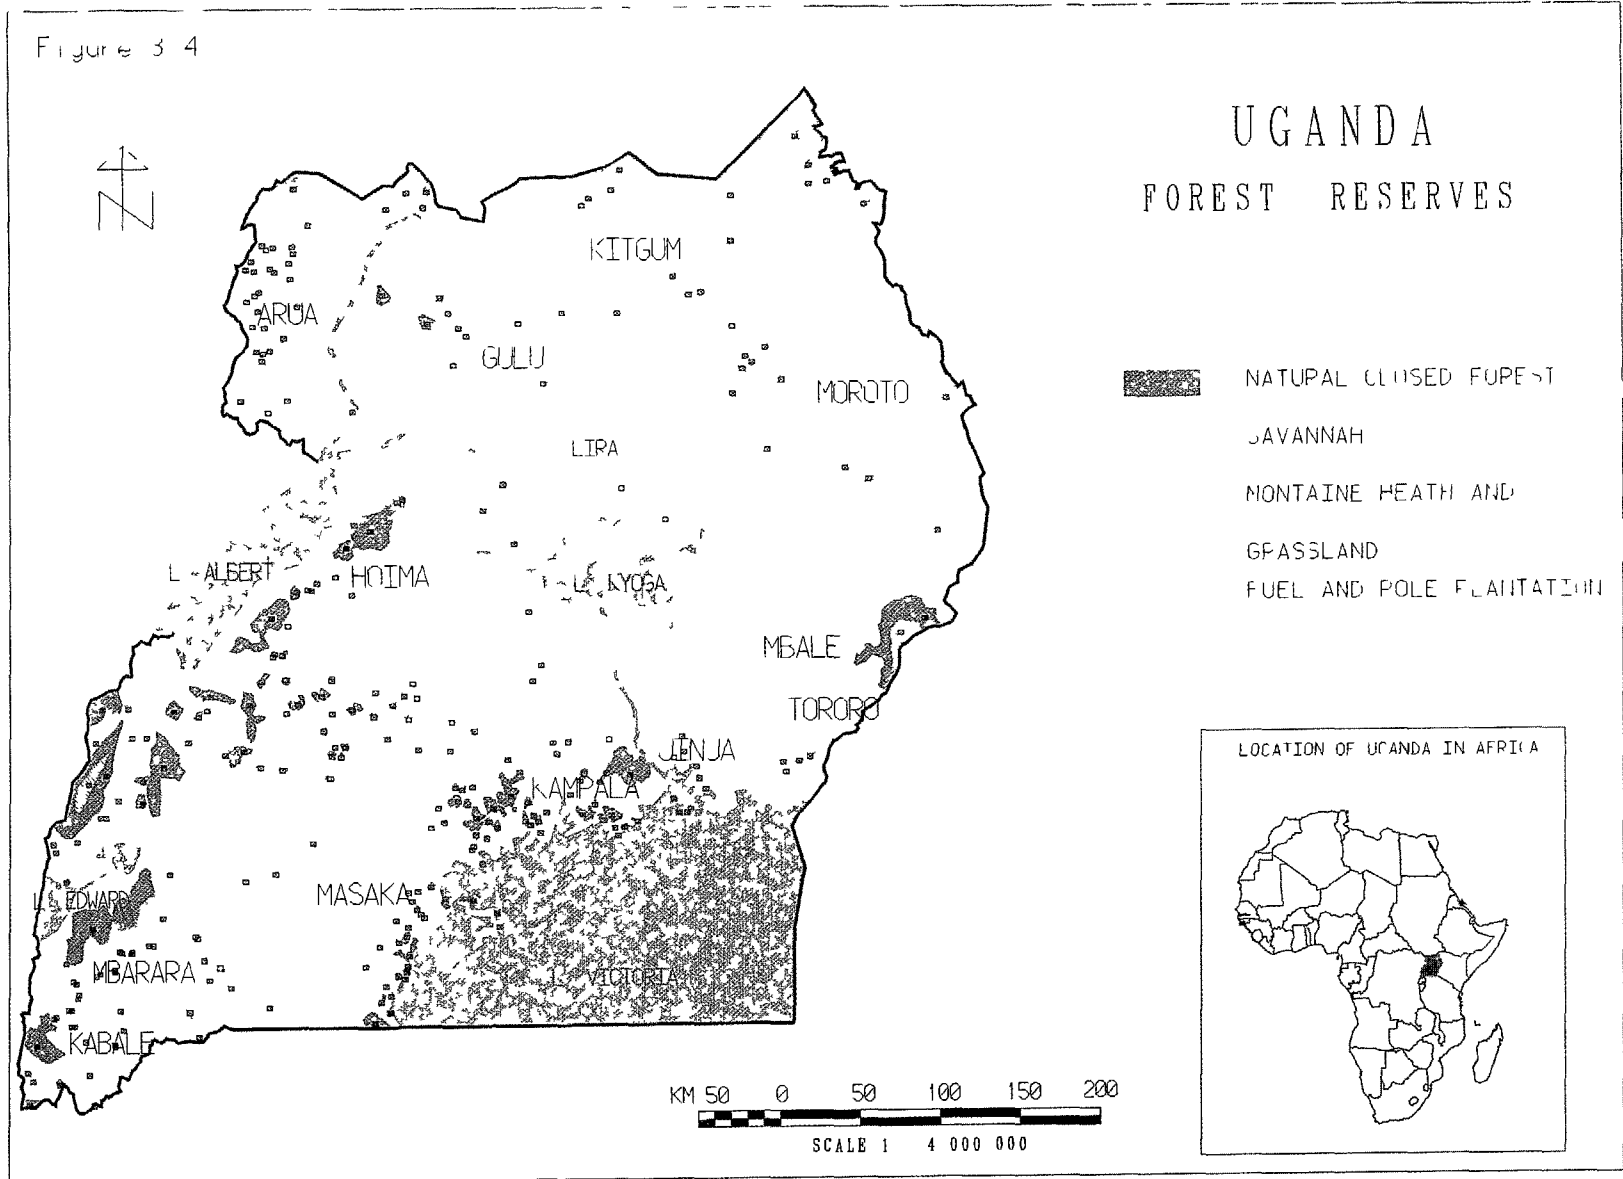 Figure 3 4
UGANDA
FOREST RESERVES
KITGUM
ARUA
GULU
MOROTO
NATURAL CLOSED FOREST
LIRA
SAVANNAH
MONTAINE HEATH AND
GRASSLAND
FUEL AND POLE PLANTATION
L ALBERT
HOIMA
L KYOGA
MBALE
TORORO
JINJA
KAMPALA
LOCATION OF UGANDA IN AFRICA
MASAKA
L EDWARD
MBARARA
L VICTORIA
KABALE
KM 50 0 50 100 150 200
SCALE 1 4 000 000